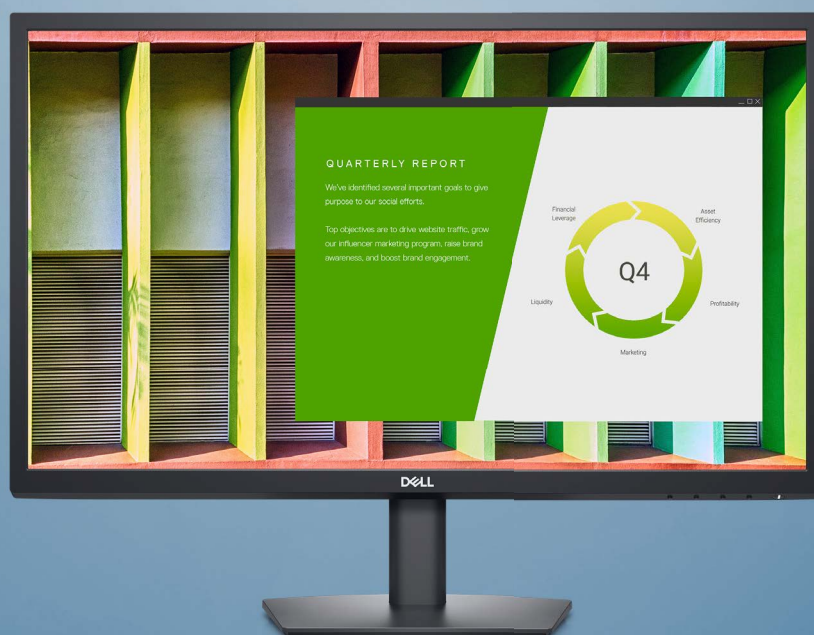 QUARTERLY REPORT
We've identified several important goals to give
purpose to our social efforts.
Top objectives are to drive website traffic, grow
our influencer marketing program, raise brand
awareness, and boost brand engagement.
Financial
Leverage
Asset
Efficiency
Q4
Liquidity
Profitability
Marketing
DELL